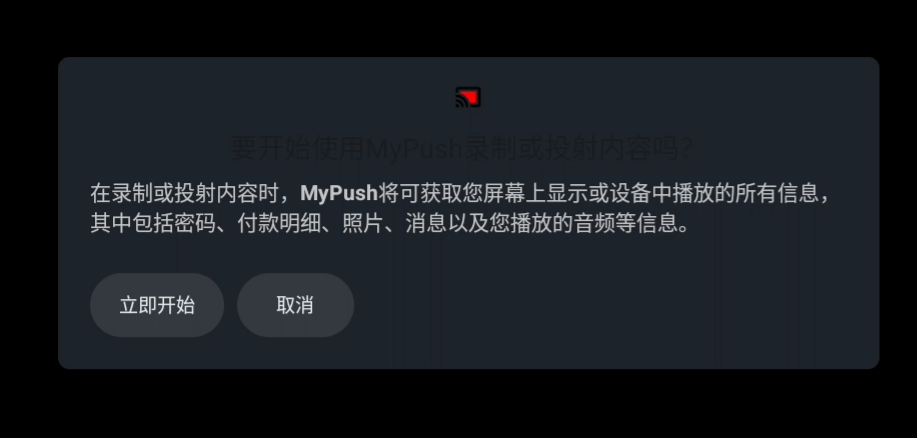 要开始使用MyPush录制或投射内容吗？
在录制或投射内容时，MyPush将可获取您屏幕上显示或设备中播放的所有信息，
其中包括密码、付款明细、照片、消息以及您播放的音频等信息。
立即开始
取消